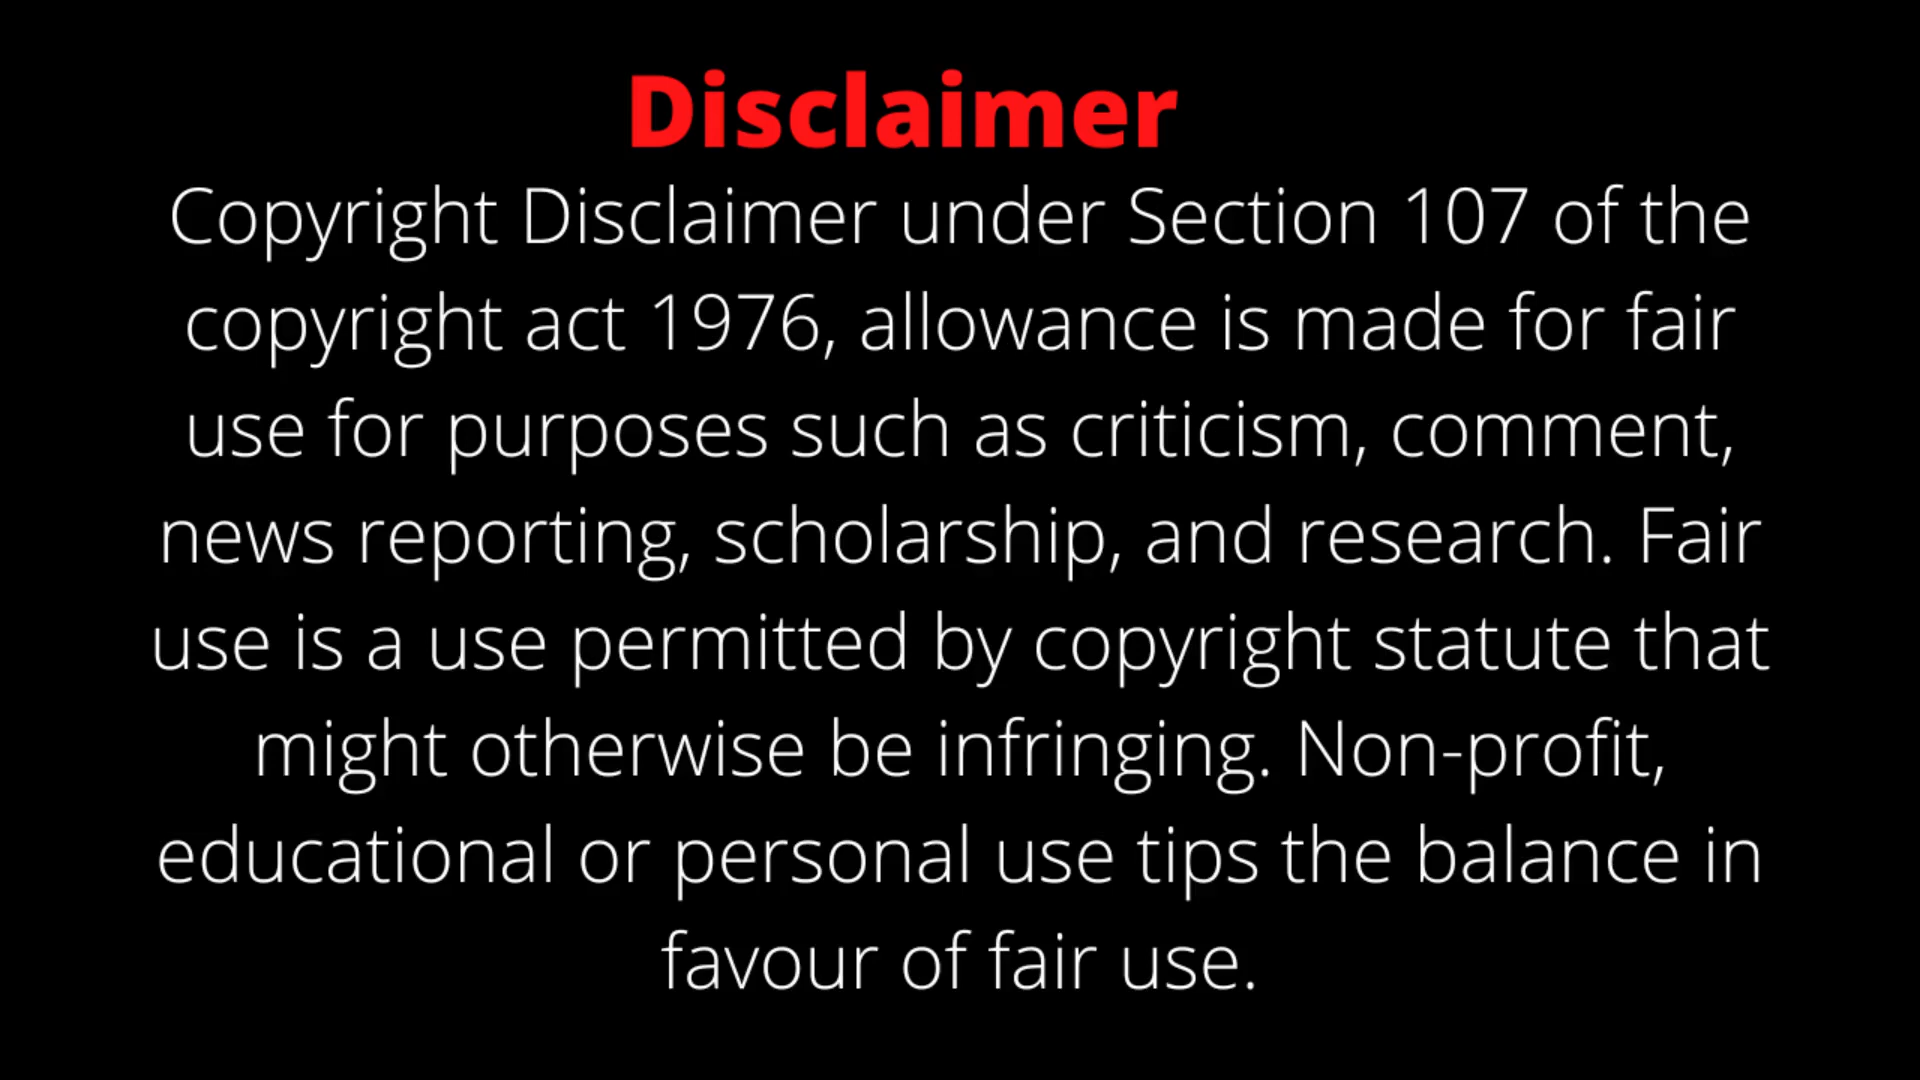 Disclaimer
Copyright Disclaimer under Section 107 of the
copyright act 1976, allowance is made for fair
use for purposes such as criticism, comment,
news reporting, scholarship, and research. Fair
use is a use permitted by copyright statute that
might otherwise be infringing. Non-profit,
educational or personal use tips the balance in
favour of fair use.